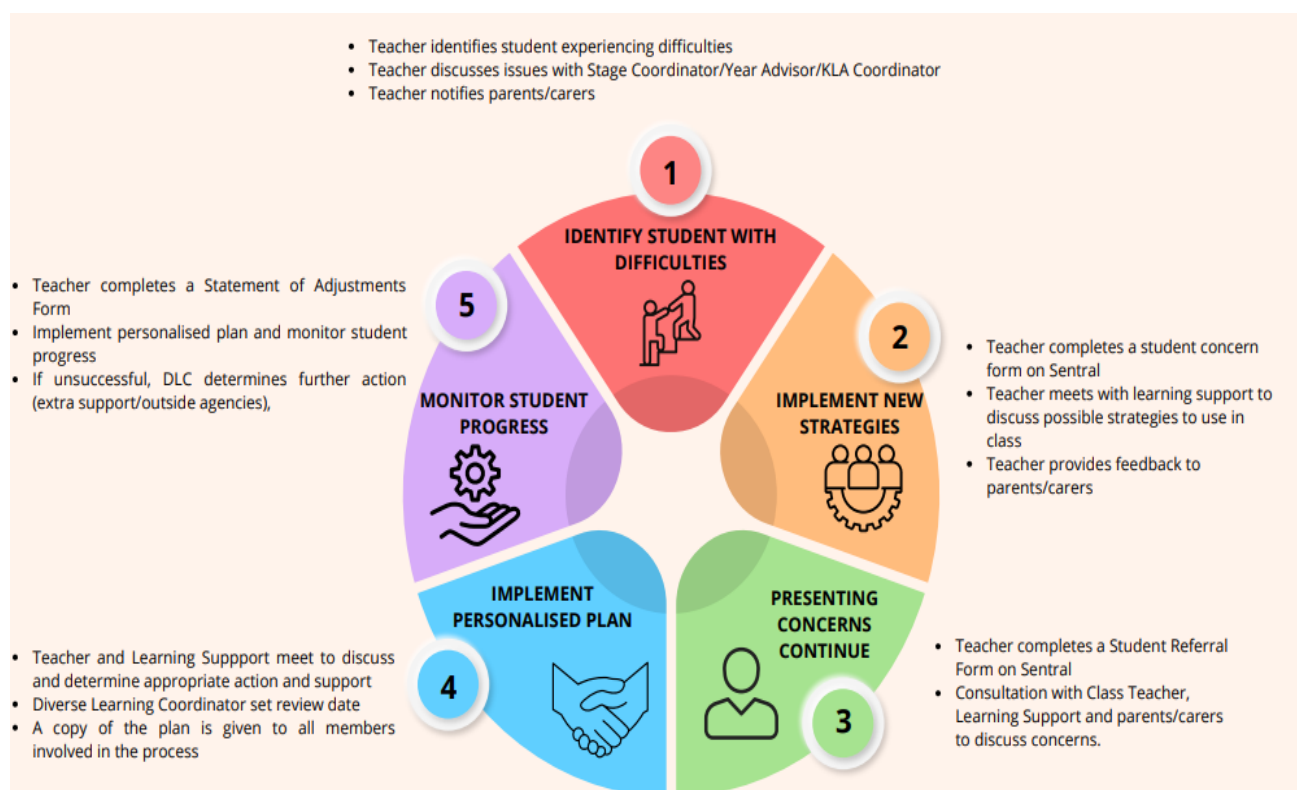 • Teacher identifies student experiencing difficulties
• Teacher discusses issues with Stage Coordinator/Year Advisor/KLA Coordinator
• Teacher notifies parents/carers
1
IDENTIFY STUDENT WITH
DIFFICULTIES
2
IMPLEMENT NEW
STRATEGIES
• Teacher completes a student concern
form on Sentral
• Teacher meets with learning support to
discuss possible strategies to use in
class
• Teacher provides feedback to
parents/carers
3
PRESENTING
CONCERNS
CONTINUE
• Teacher completes a Student Referral
Form on Sentral
• Consultation with Class Teacher,
Learning Support and parents/carers
to discuss concerns.
4
IMPLEMENT
PERSONALISED PLAN
• Teacher and Learning Suppport meet to discuss
and determine appropriate action and support
• Diverse Learning Coordinator set review date
• A copy of the plan is given to all members
involved in the process
5
MONITOR STUDENT
PROGRESS
• Teacher completes a Statement of Adjustments
Form
• Implement personalised plan and monitor student
progress
• If unsuccessful, DLC determines further action
(extra support/outside agencies),